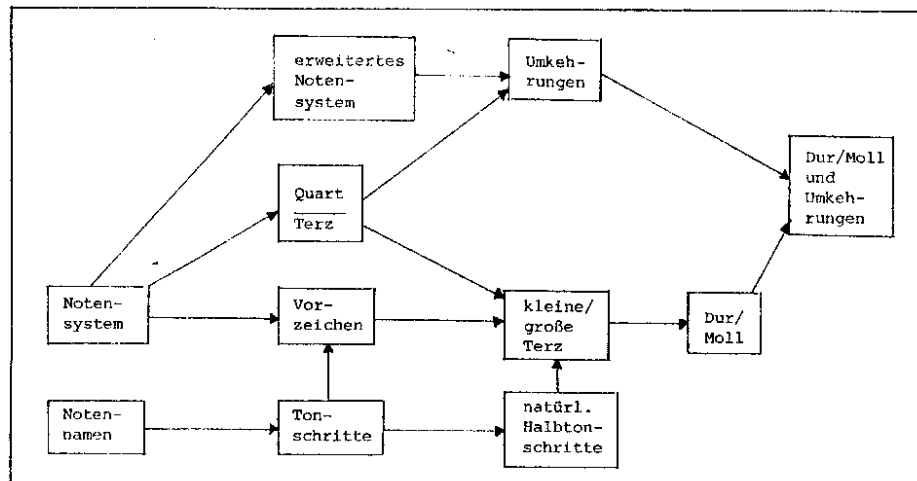 erweitertes
Noten-
system
Umkeh-
rungen
Dur/Moll
und
Umkeh-
rungen
Quart
Terz
Noten-
system
Vor-
zeichen
kleine/
große
Terz
Dur/
Moll
Noten-
namen
Ton-
schritte
natürl.
Halbton-
schritte